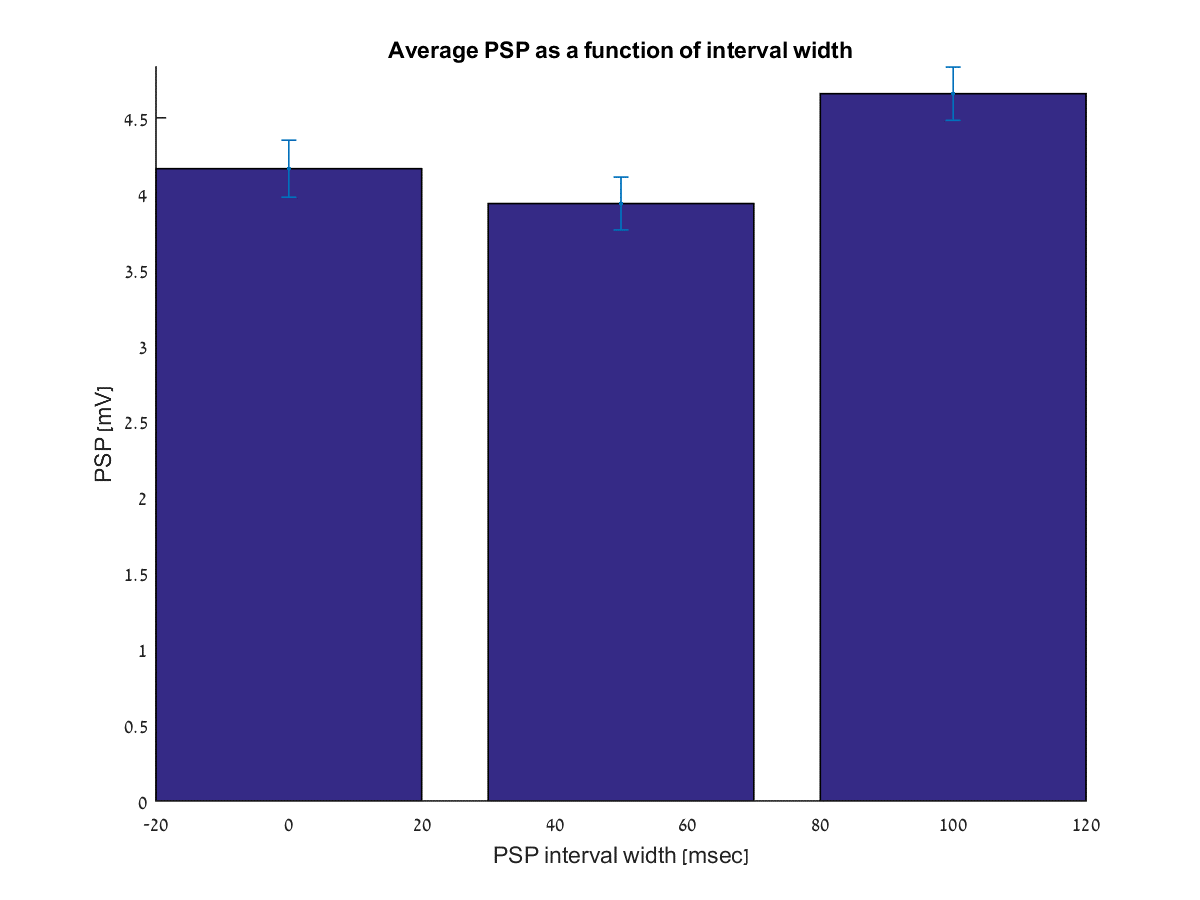 Average PSP as a function of interval width
4.5
4
3.5
3
2.5
2
1.5
1
0.5
0
PSP [mV]
-20 0 20 40 60 80 100 120
PSP interval width [msec]